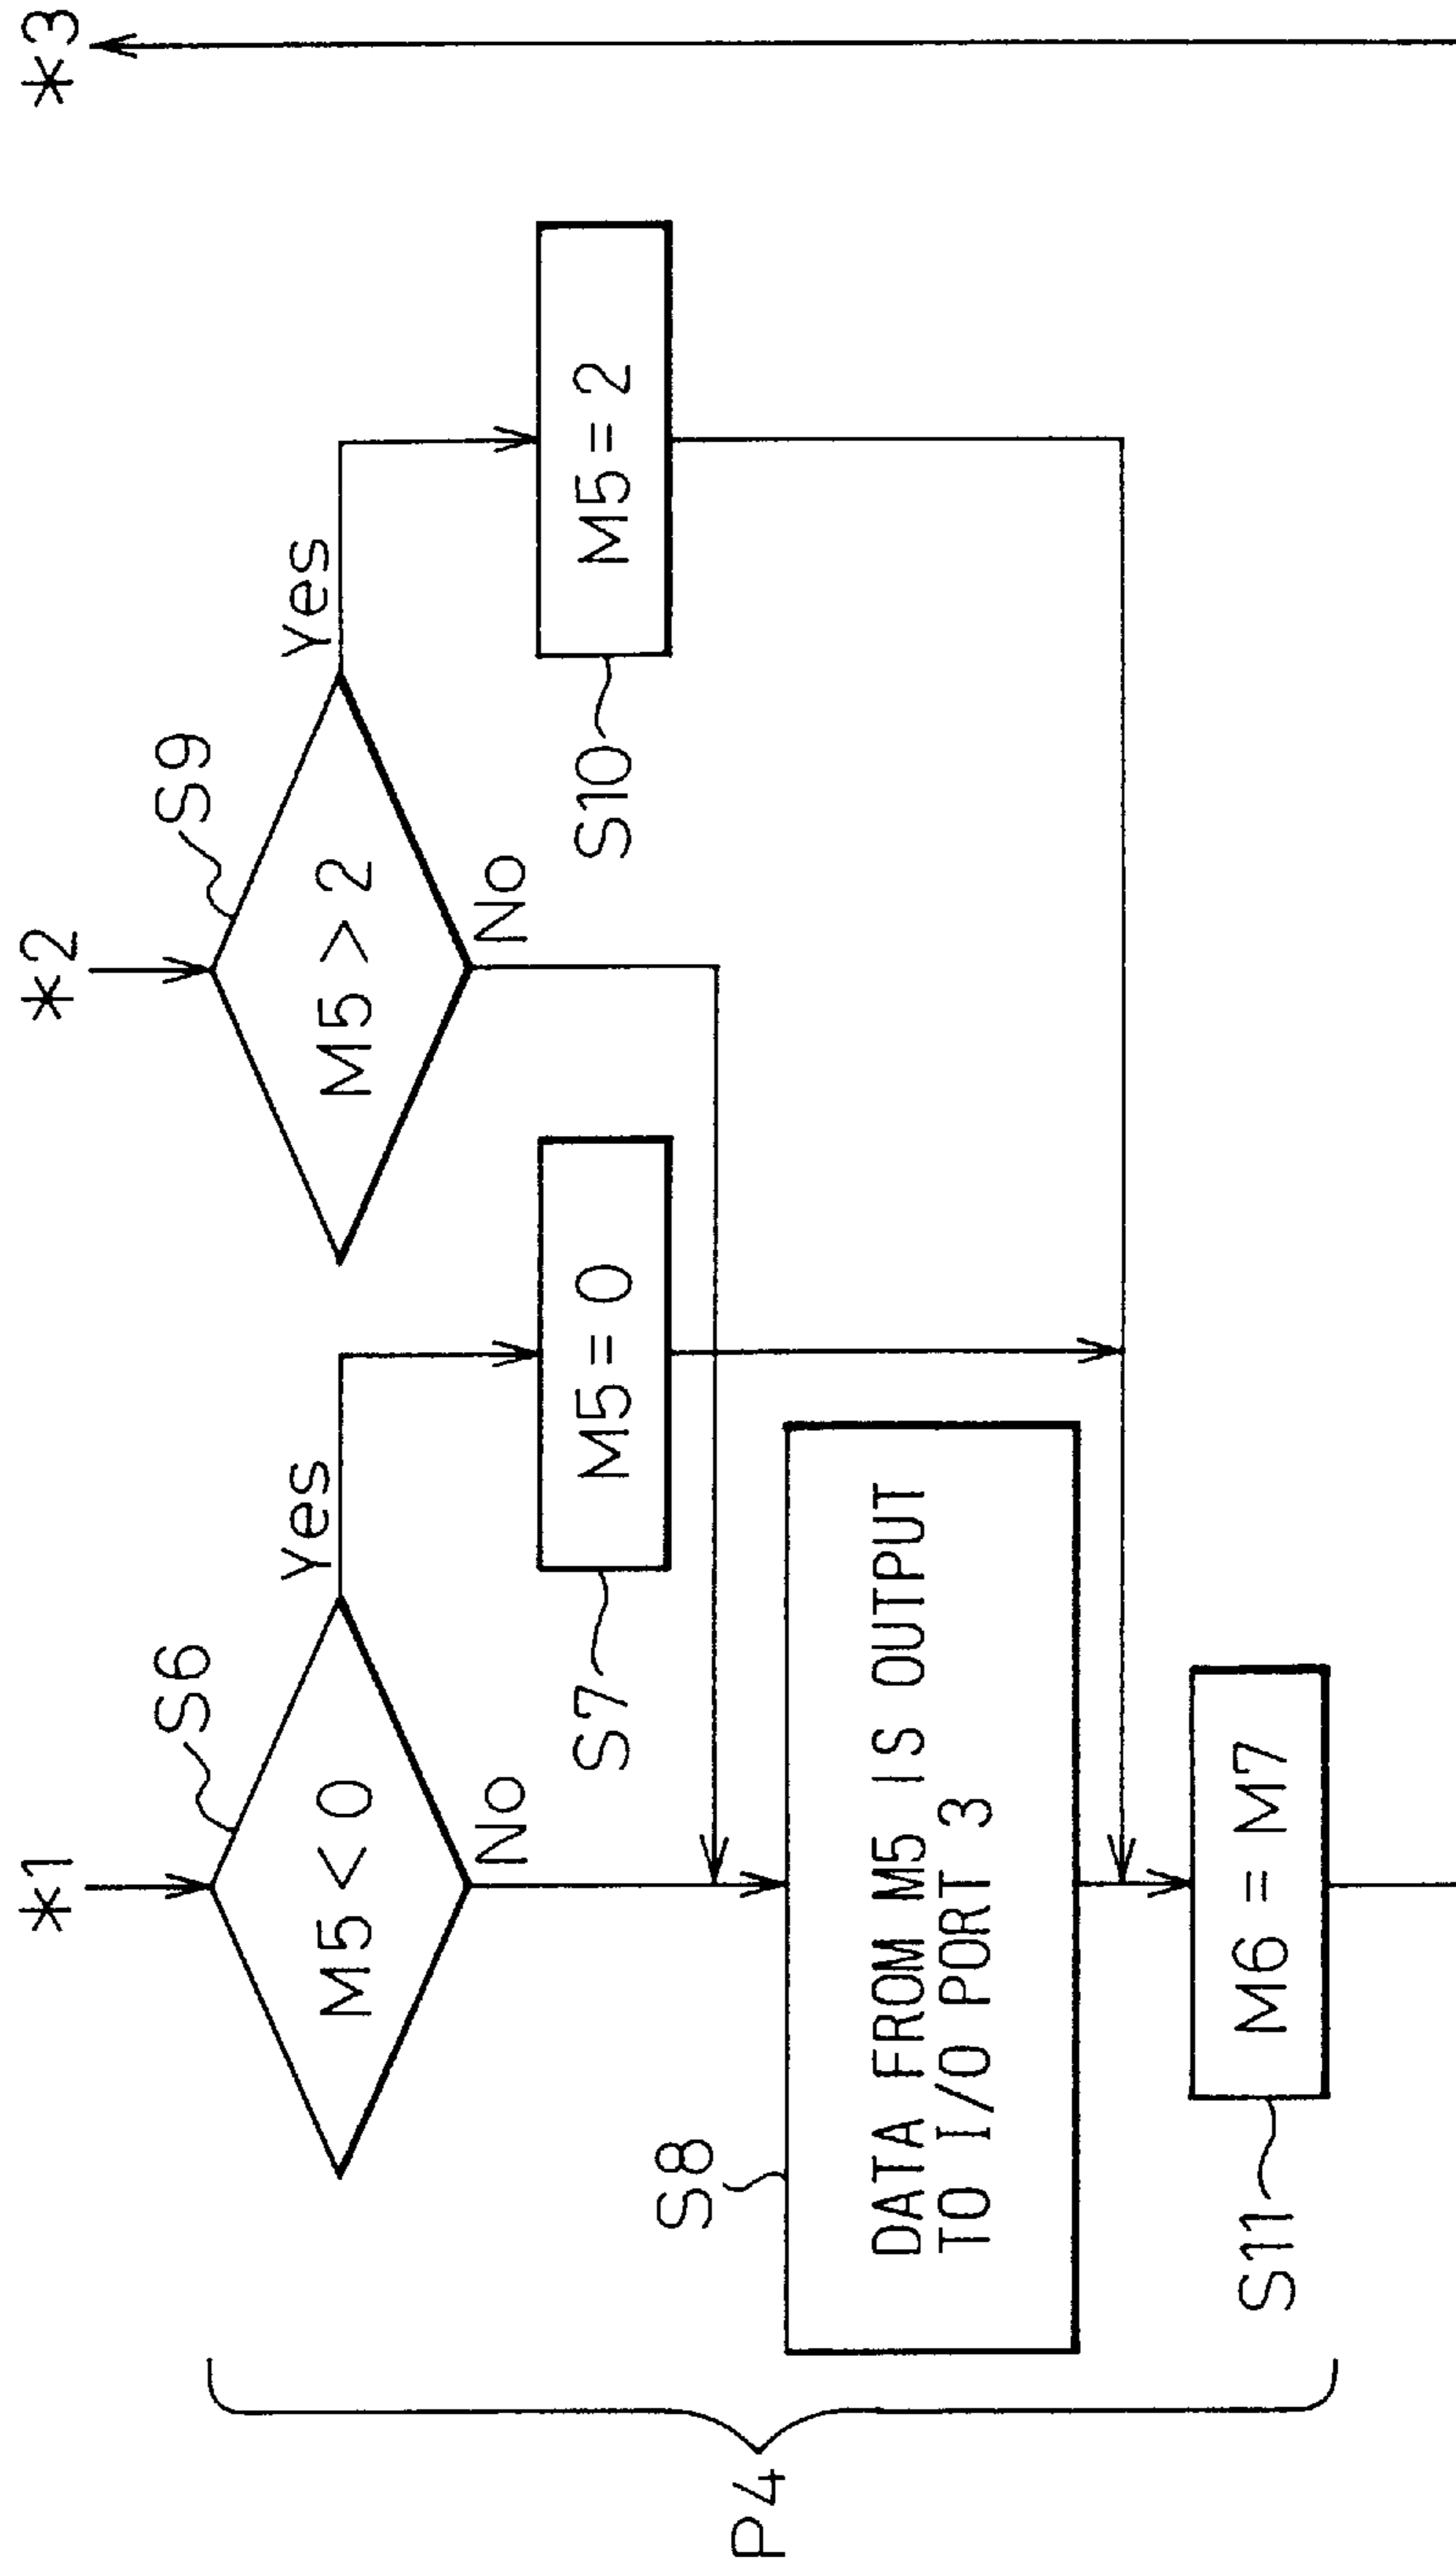 *1
*2
*3
S6
M5 < 0
Yes
No
S9
M5 > 2
Yes
No
S7
M5 = 0
S10
M5 = 2
S8
DATA FROM M5 IS OUTPUT
TO I/O PORT 3
P4
S11
M6 = M7